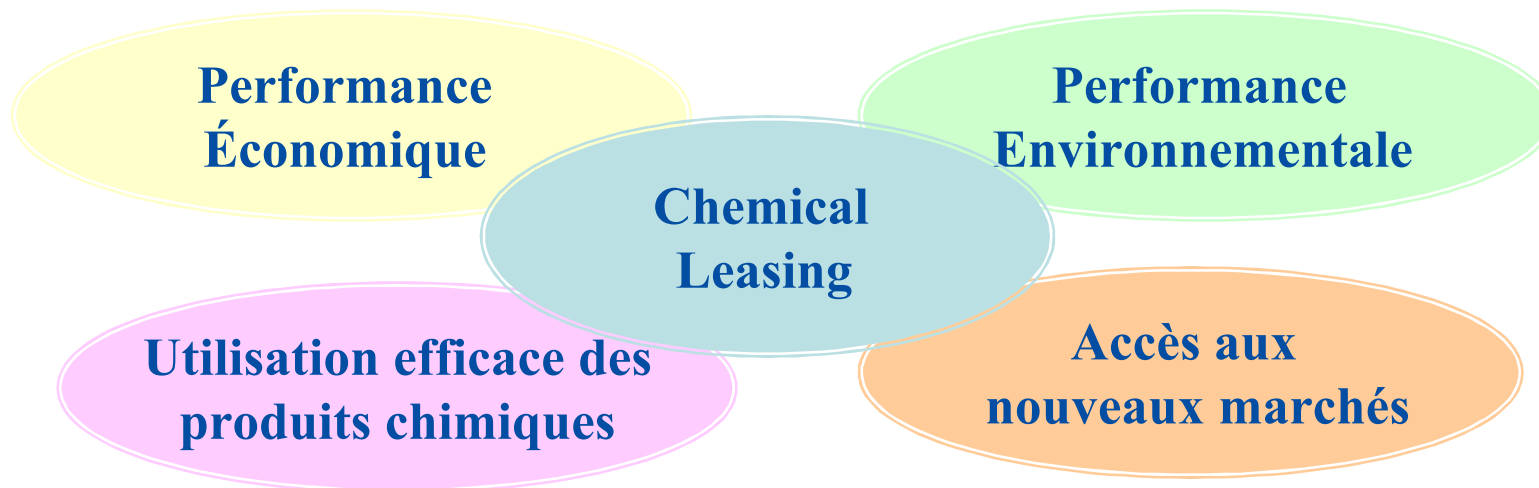 Performance
Économique
Performance
Environnementale
Chemical
Leasing
Utilisation efficace des
produits chimiques
Accès aux
nouveaux marchés